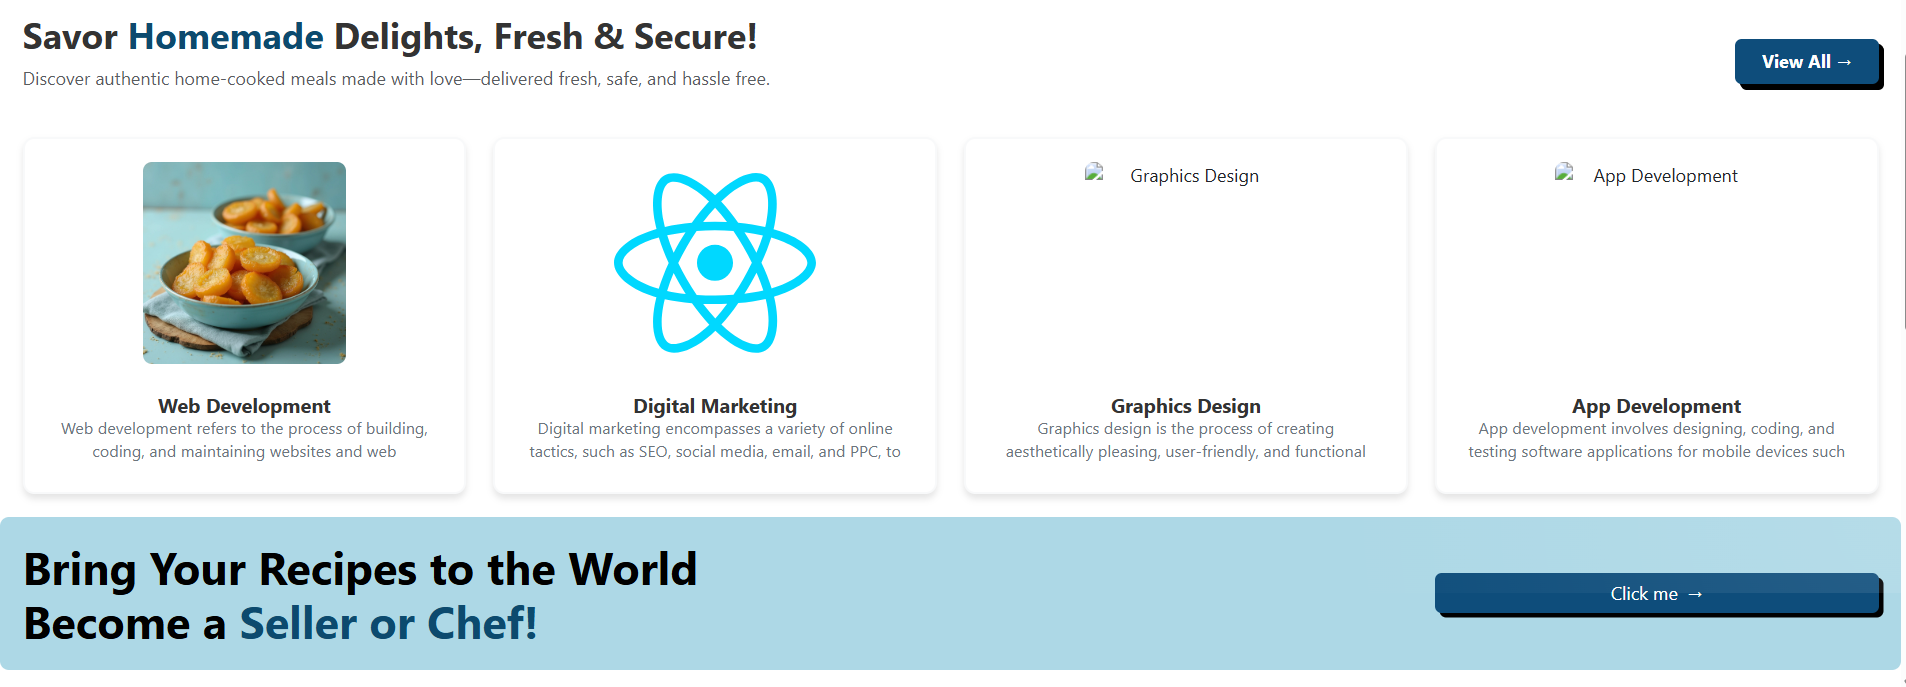 Savor Homemade Delights, Fresh & Secure!
Discover authentic home-cooked meals made with love—delivered fresh, safe, and hassle free.
View All →
Graphics Design
App Development
Web Development
Web development refers to the process of building,
coding, and maintaining websites and web
Digital Marketing
Digital marketing encompasses a variety of online
tactics, such as SEO, social media, email, and PPC, to
Graphics Design
Graphics design is the process of creating
aesthetically pleasing, user-friendly, and functional
App Development
App development involves designing, coding, and
testing software applications for mobile devices such
Bring Your Recipes to the World
Become a Seller or Chef!
Click me →